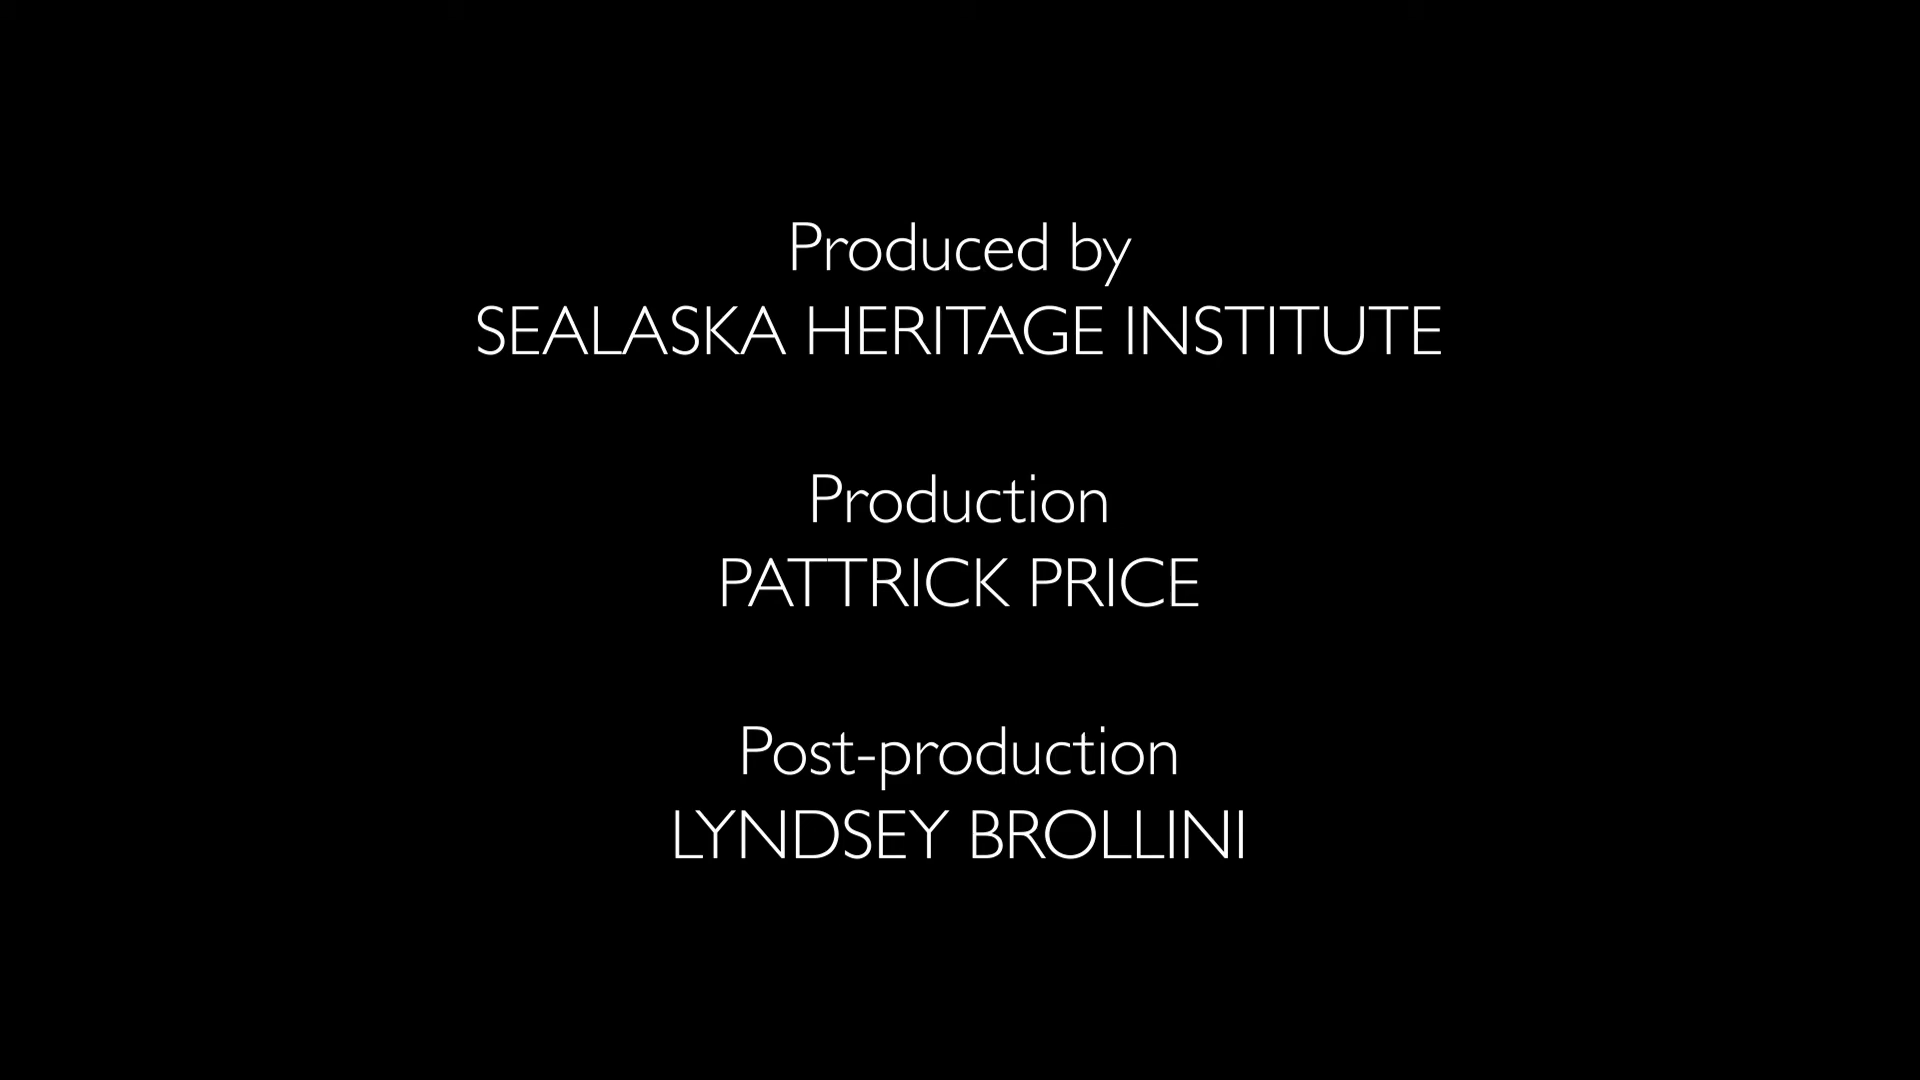 Produced by
SEALASKA HERITAGE INSTITUTE
Production
PATTRICK PRICE
Post-production
LYNDSEY BROLLINI